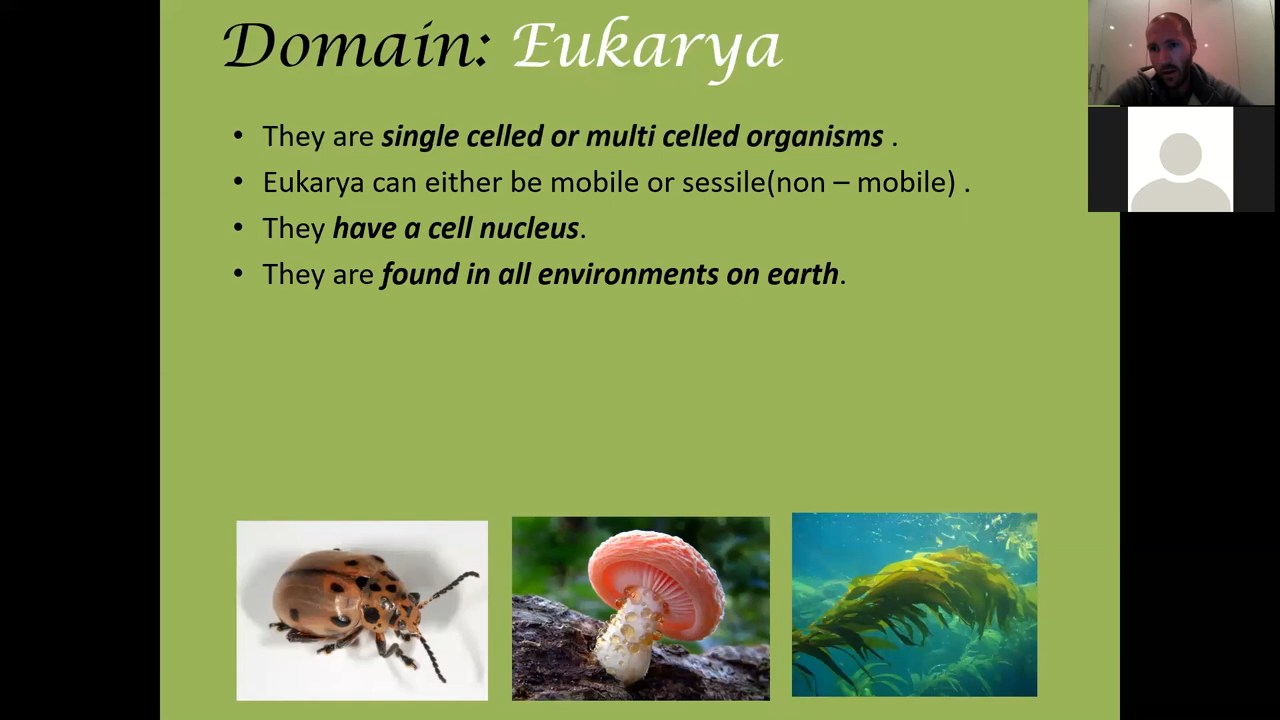 Domain: Eukarya
• They are single celled or multi celled organisms .
• Eukarya can either be mobile or sessile(non – mobile) .
• They have a cell nucleus.
• They are found in all environments on earth.